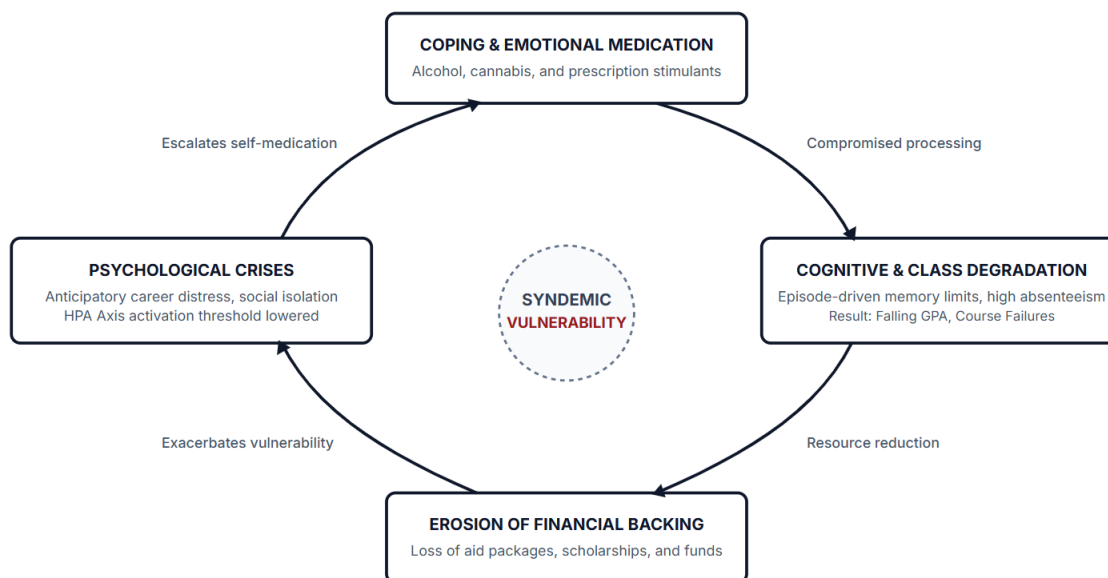 COPING & EMOTIONAL MEDICATION
Alcohol, cannabis, and prescription stimulants
Escalates self-medication
Compromised processing
PSYCHOLOGICAL CRISES
Anticipatory career distress, social isolation
HPA Axis activation threshold lowered
SYNDEMIC
VULNERABILITY
COGNITIVE & CLASS DEGRADATION
Episode-driven memory limits, high absenteeism
Result: Falling GPA, Course Failures
Exacerbates vulnerability
Resource reduction
EROSION OF FINANCIAL BACKING
Loss of aid packages, scholarships, and funds